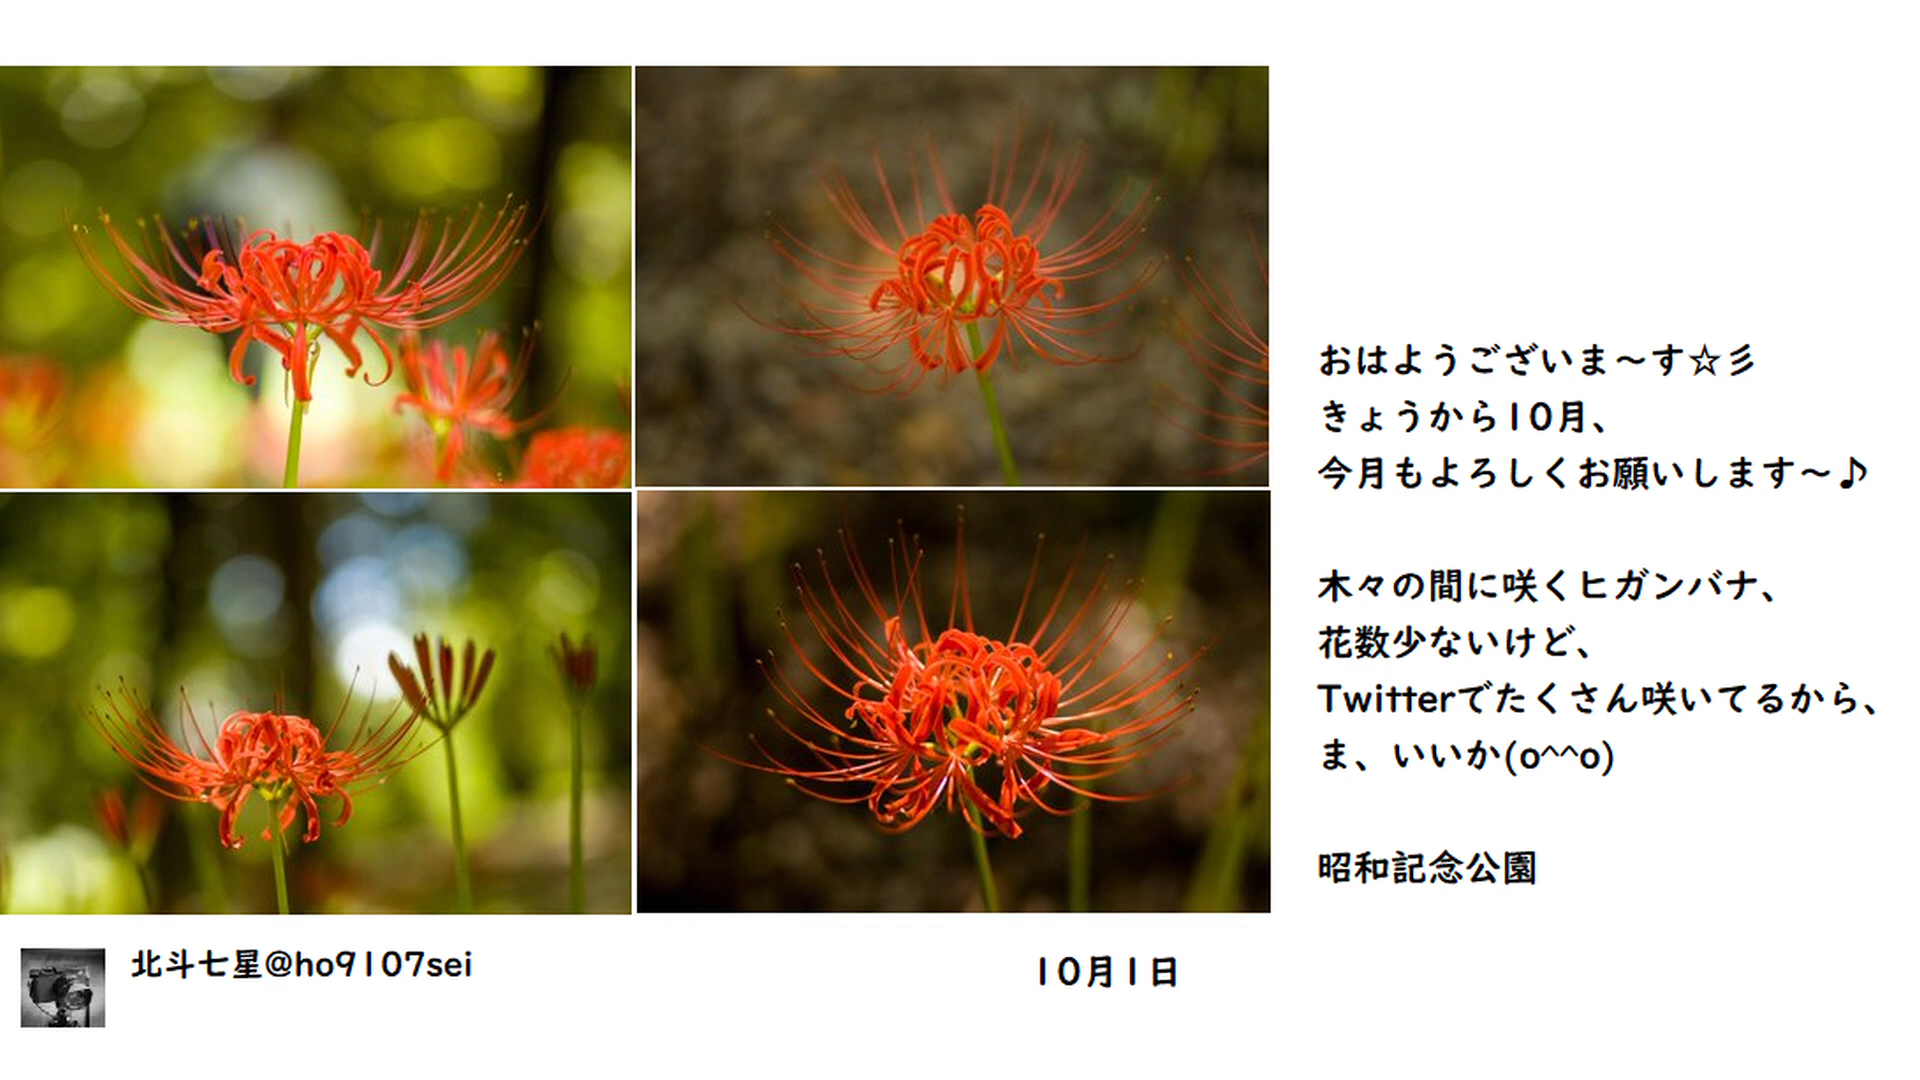 おはようございま～す☆彡
きょうから10月、
今月もよろしくお願いします～♪
木々の間に咲くヒガンバナ、
花数少ないけど、
Twitterでたくさん咲いてるから、
ま、いいか(o^^o)
昭和記念公園
北斗七星@ho9107sei
10月1日